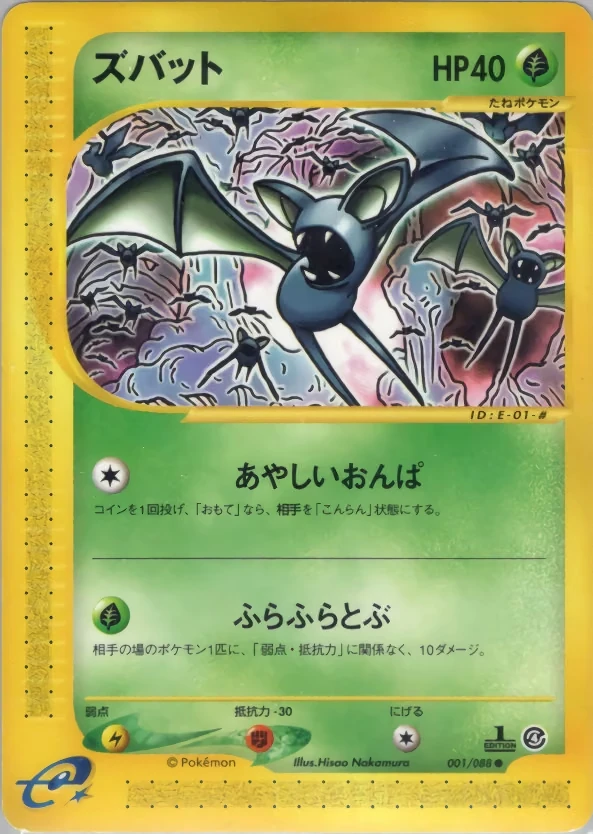 ズバット HP40
たねポケモン
ID:E-01-#
あやしいおんぱ
コインを1回投げ、「おもて」なら、相手を「こんらん」状態にする。
ふらふらとぶ
相手の場のポケモン1匹に、「弱点・抵抗力」に関係なく、10ダメージ。
弱点 抵抗力 -30 にげる
1 EDITION
©Pokémon Illus.Hisao Nakamura 001/088 ●
e